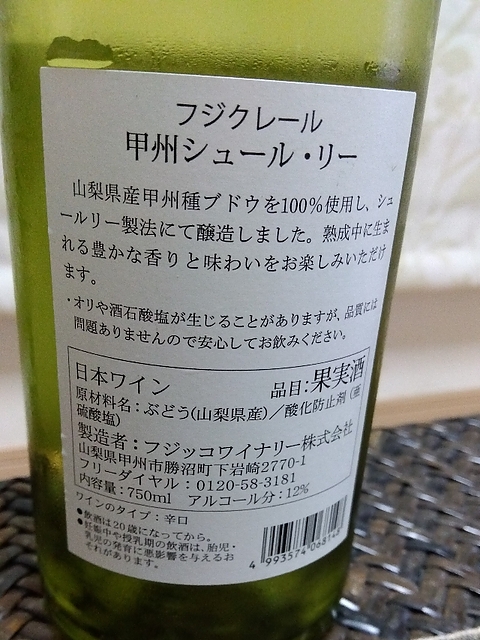 フジクレール
甲州シュール・リー
山梨県産甲州種ブドウを100%使用し、シュ
ールリー製法にて醸造しました。熟成中に生ま
れる豊かな香りと味わいをお楽しみいただけ
ます。
・オリや酒石酸塩が生じることがありますが、品質には
問題ありませんので安心してお飲みください。
日本ワイン 品目:果実酒
原材料名:ぶどう(山梨県産)/酸化防止剤(亜
硫酸塩)
製造者:フジッコワイナリー株式会社
山梨県甲州市勝沼町下岩崎2770-1
フリーダイヤル:0120-58-3181
内容量:750ml アルコール分:12%
ワインのタイプ:辛口
●飲酒は20歳になってから。
●妊娠中や授乳期の飲酒は、胎児・
乳児の発育に悪影響を与えるお
それがあります。
4 993574 068148